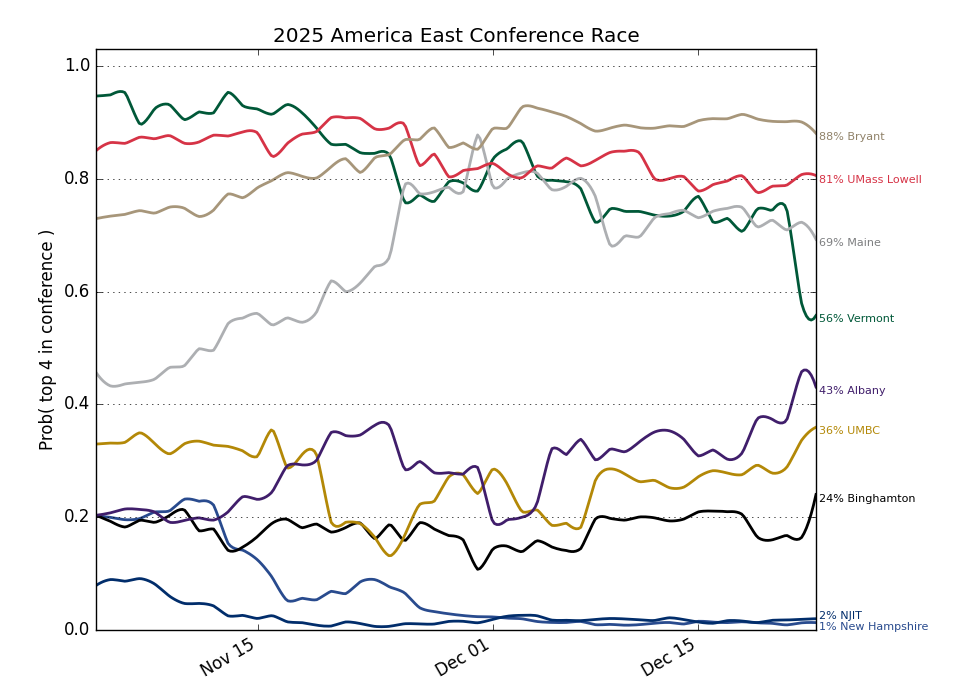 2025 America East Conference Race
1.0
0.8
0.6
0.4
0.2
0.0
Prob( top 4 in conference )
Nov 15
Dec 01
Dec 15
88% Bryant
81% UMass Lowell
69% Maine
56% Vermont
43% Albany
36% UMBC
24% Binghamton
2% NJIT
1% New Hampshire